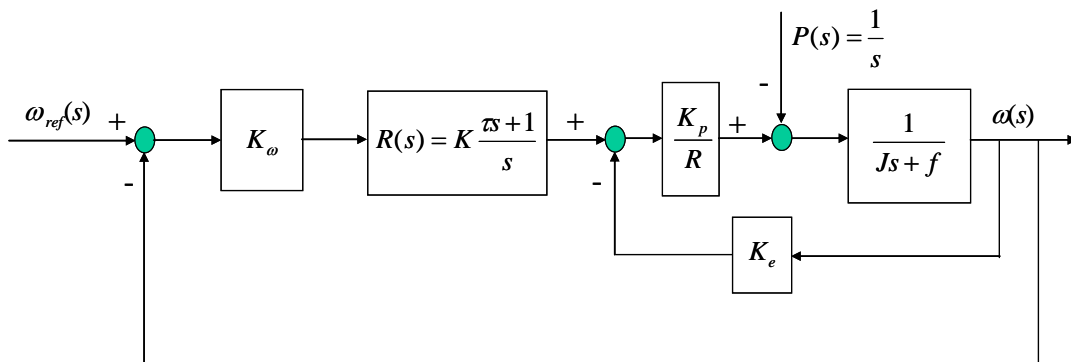 P(s) = 1/s
-
ω_ref(s) +
-
K_ω
R(s) = K (τs + 1)/s
+
-
K_p/R
+
1/(Js + f)
ω(s)
K_e